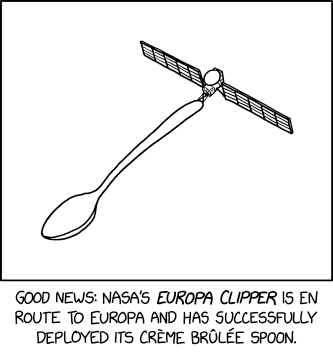 GOOD NEWS: NASA'S EUROPA CLIPPER IS EN
ROUTE TO EUROPA AND HAS SUCCESSFULLY
DEPLOYED ITS CRÈME BRÛLÉE SPOON.